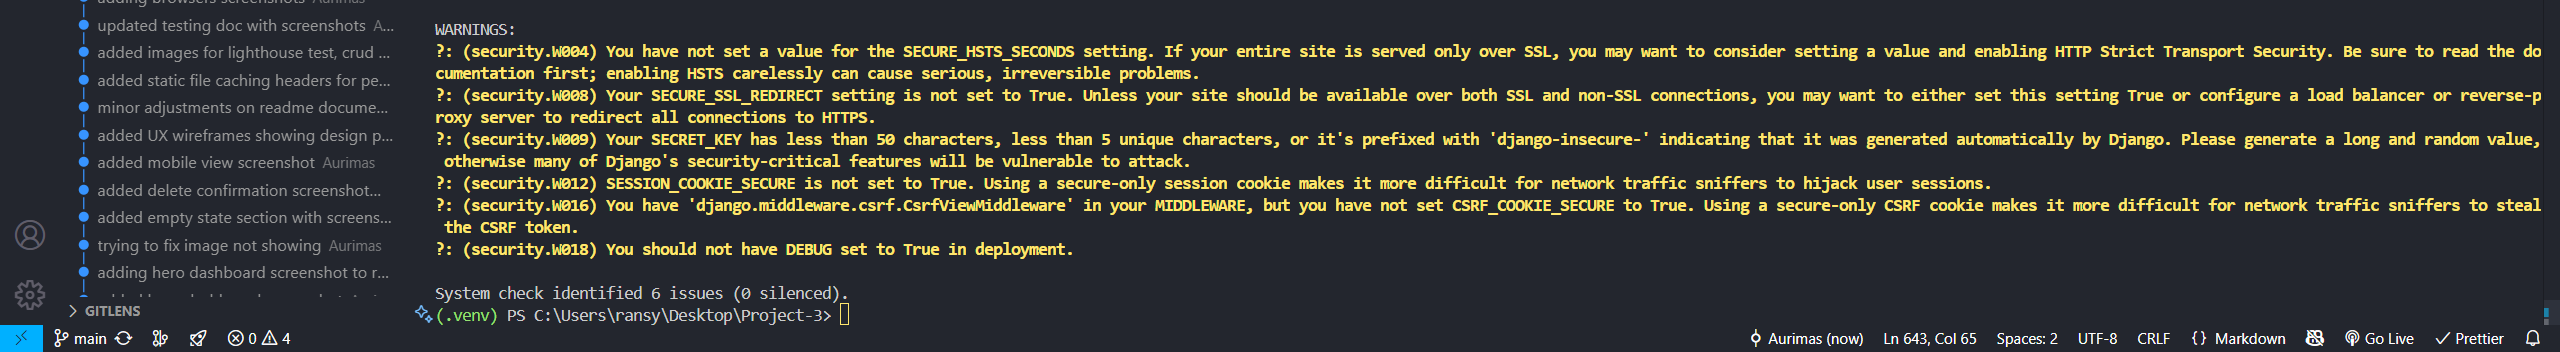 adding browsers screenshots Aurimas
updated testing doc with screenshots A...
added images for lighthouse test, crud ...
added static file caching headers for pe...
minor adjustments on readme docume...
added UX wireframes showing design p...
added mobile view screenshot Aurimas
added delete confirmation screenshot...
added empty state section with screens...
trying to fix image not showing Aurimas
adding hero dashboard screenshot to r...
GITLENS
WARNINGS:
?: (security.W004) You have not set a value for the SECURE_HSTS_SECONDS setting. If your entire site is served only over SSL, you may want to consider setting a value and enabling HTTP Strict Transport Security. Be sure to read the do
cumentation first; enabling HSTS carelessly can cause serious, irreversible problems.
?: (security.W008) Your SECURE_SSL_REDIRECT setting is not set to True. Unless your site should be available over both SSL and non-SSL connections, you may want to either set this setting True or configure a load balancer or reverse-p
roxy server to redirect all connections to HTTPS.
?: (security.W009) Your SECRET_KEY has less than 50 characters, less than 5 unique characters, or it's prefixed with 'django-insecure-' indicating that it was generated automatically by Django. Please generate a long and random value,
otherwise many of Django's security-critical features will be vulnerable to attack.
?: (security.W012) SESSION_COOKIE_SECURE is not set to True. Using a secure-only session cookie makes it more difficult for network traffic sniffers to hijack user sessions.
?: (security.W016) You have 'django.middleware.csrf.CsrfViewMiddleware' in your MIDDLEWARE, but you have not set CSRF_COOKIE_SECURE to True. Using a secure-only CSRF cookie makes it more difficult for network traffic sniffers to steal
the CSRF token.
?: (security.W018) You should not have DEBUG set to True in deployment.
System check identified 6 issues (0 silenced).
(.venv) PS C:\Users\ransy\Desktop\Project-3>
main 0 4 Aurimas (now) Ln 643, Col 65 Spaces: 2 UTF-8 CRLF {} Markdown Go Live Prettier